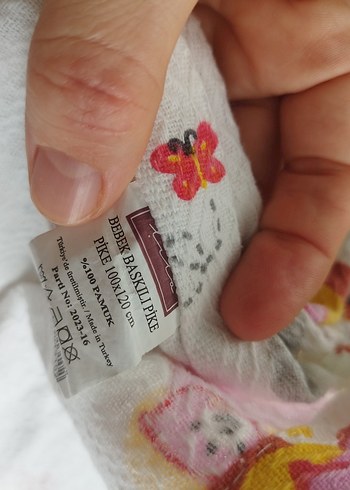 BEBEK BASKILI PİKE
PİKE 100x120 cm
%100 PAMUK
Türkiye'de üretilmiştir / Made in Turkey
Parti No: 2023-16